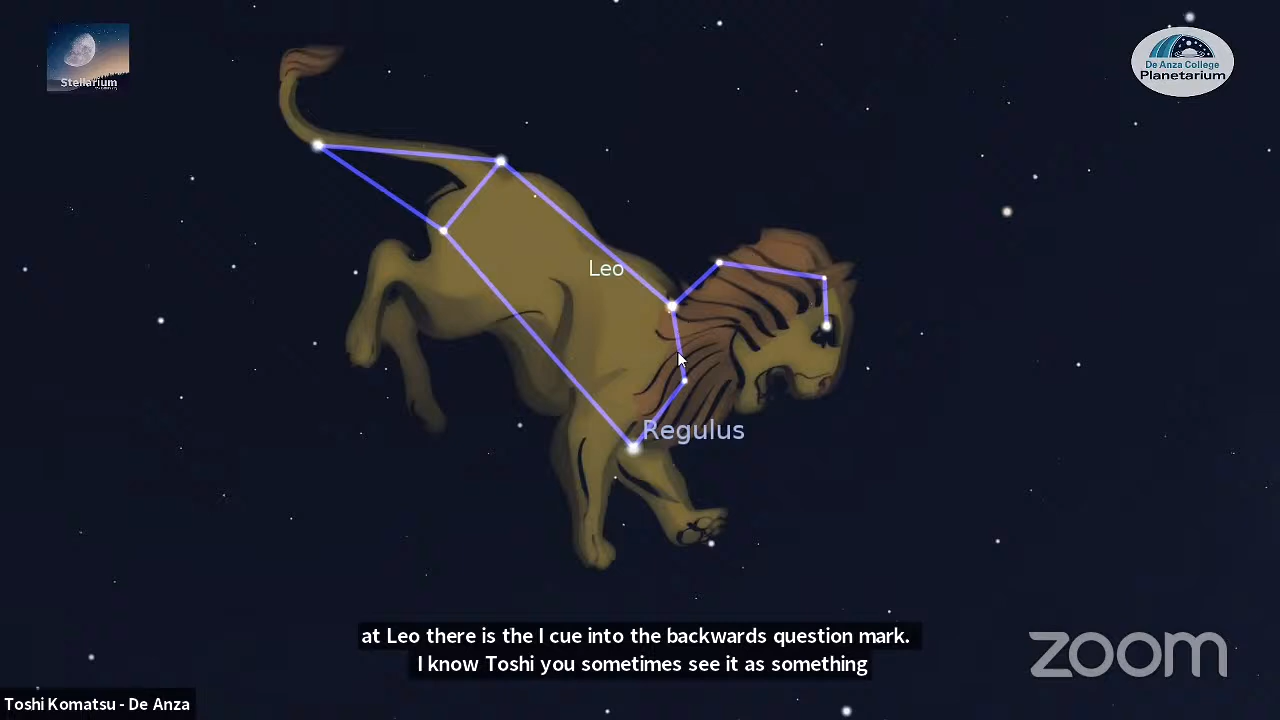 Stellarium
De Anza College
Planetarium
Leo
Regulus
at Leo there is the I cue into the backwards question mark.
I know Toshi you sometimes see it as something
zoom
Toshi Komatsu - De Anza